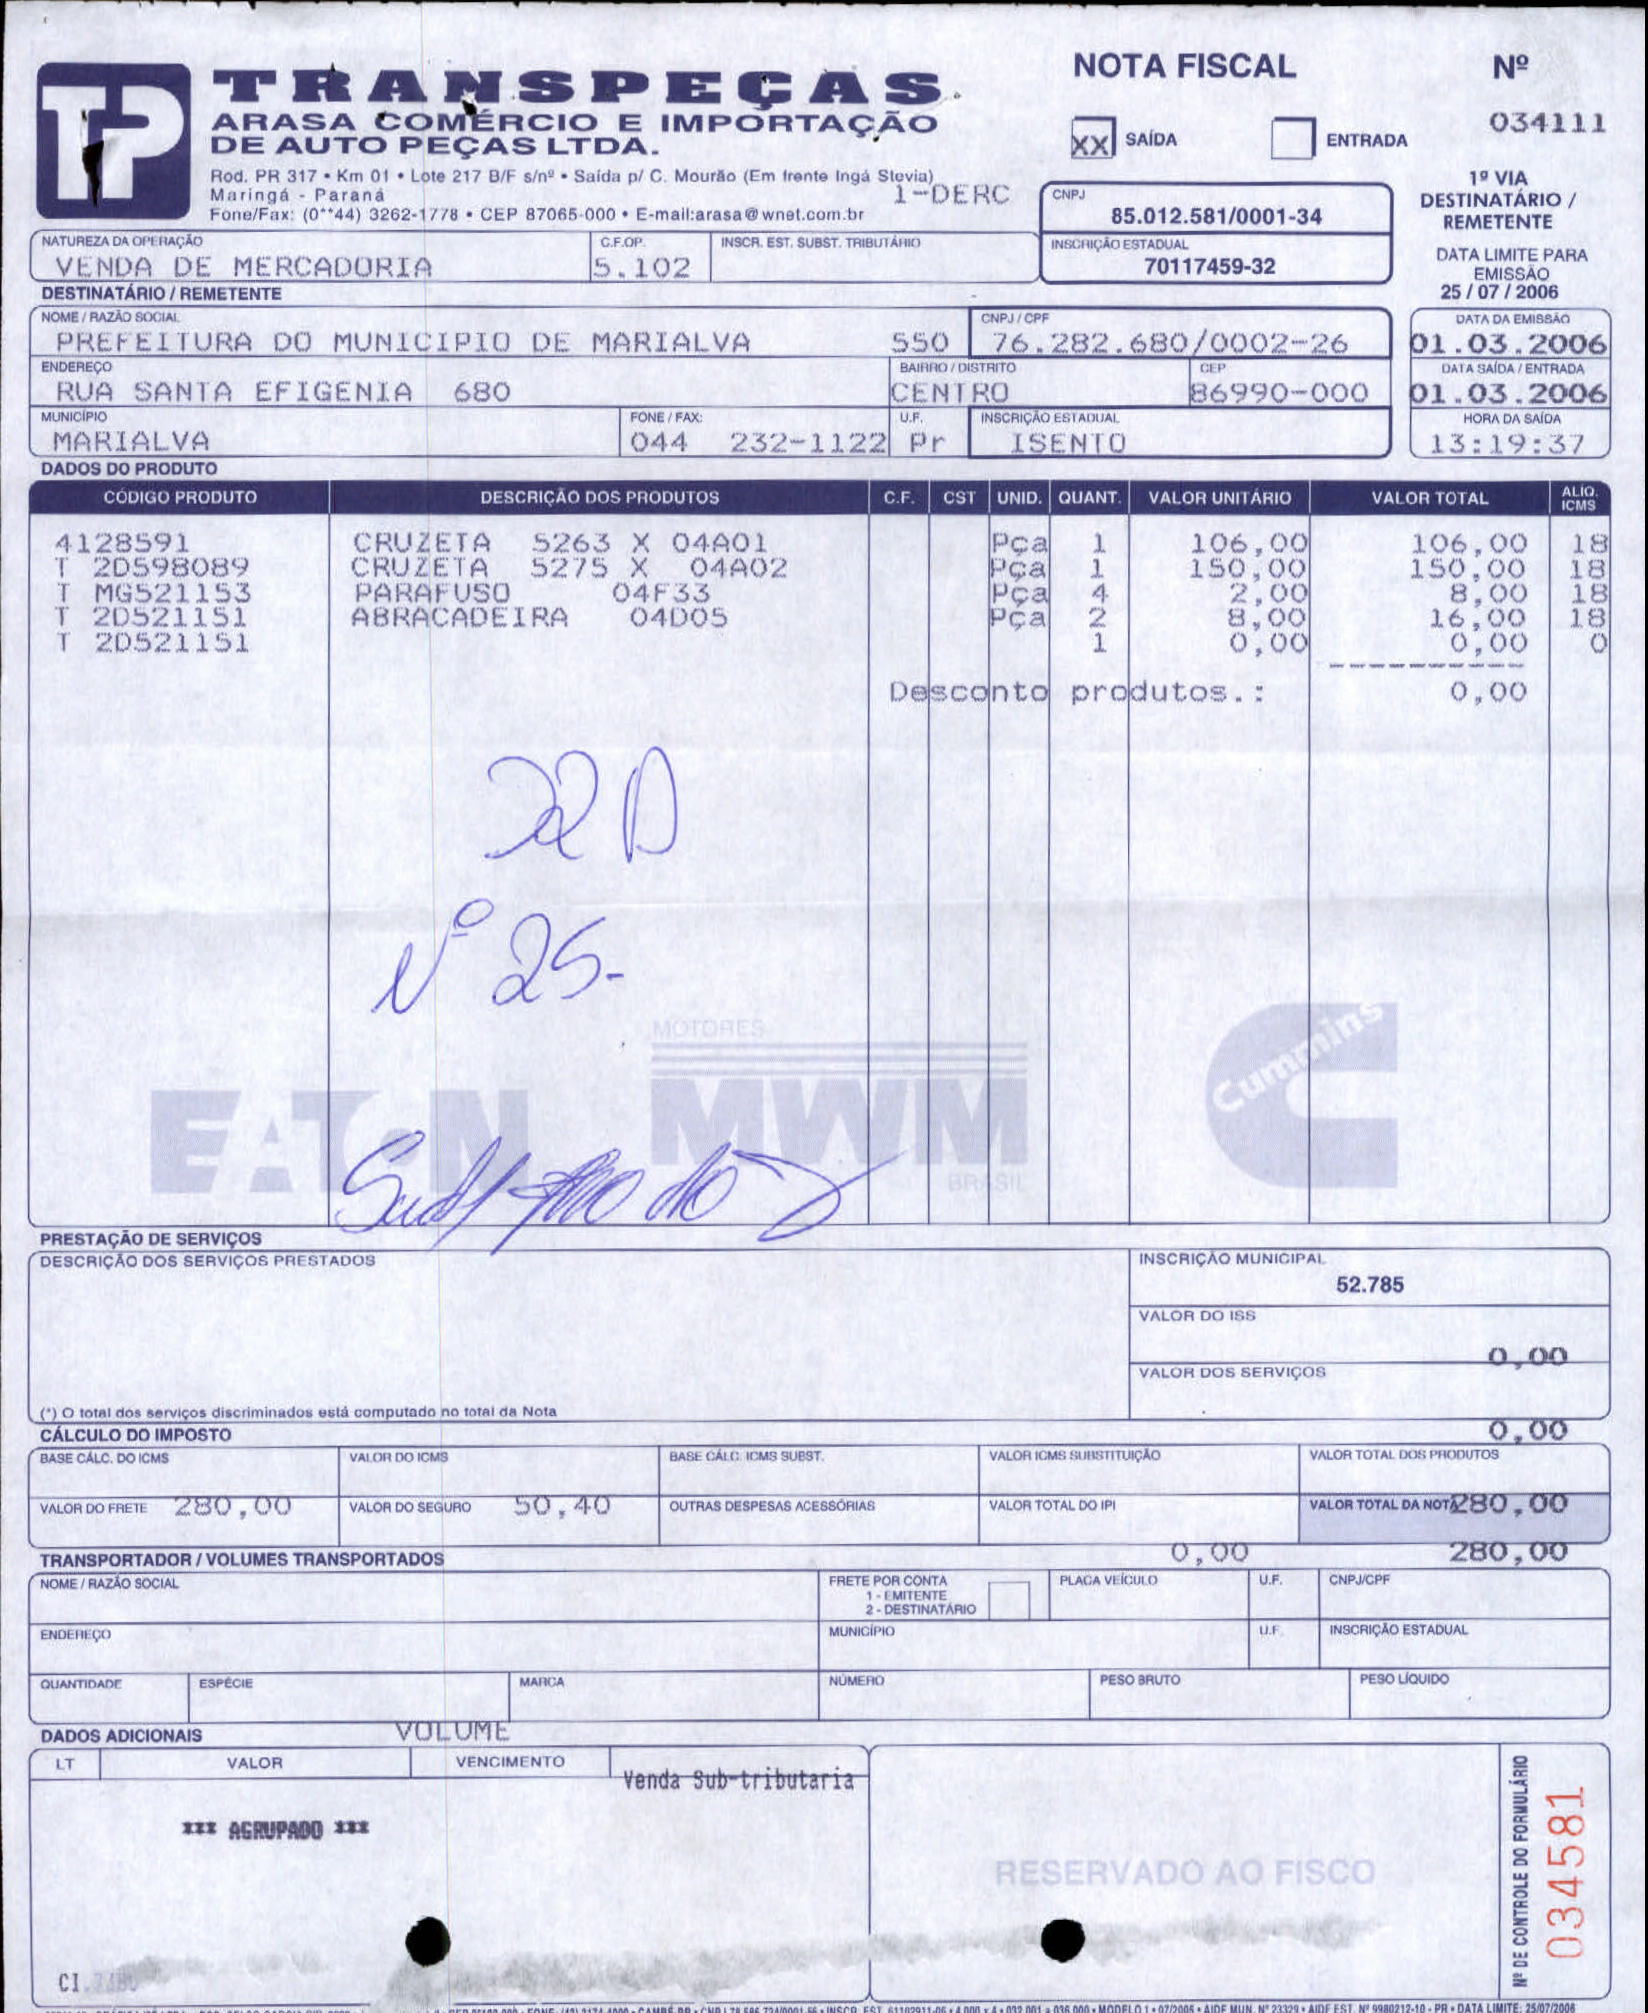 TP
TRANSPEÇAS
ARASA COMÉRCIO E IMPORTAÇÃO
DE AUTO PEÇAS LTDA.
Rod. PR 317 • Km 01 • Lote 217 B/F s/nº • Saída p/ C. Mourão (Em frente Ingá Stevia)
Maringá - Paraná
Fone/Fax: (0**44) 3262-1778 • CEP 87065-000 • E-mail:arasa@wnet.com.br
1-DERC
NOTA FISCAL
Nº
034111
XX SAÍDA
ENTRADA
1ª VIA
DESTINATÁRIO /
REMETENTE
DATA LIMITE PARA
EMISSÃO
25 / 07 / 2006
CNPJ
85.012.581/0001-34
INSCRIÇÃO ESTADUAL
70117459-32
NATUREZA DA OPERAÇÃO
VENDA DE MERCADORIA
C.F.OP.
5.102
INSCR. EST. SUBST. TRIBUTÁRIO
DESTINATÁRIO / REMETENTE
NOME / RAZÃO SOCIAL
PREFEITURA DO MUNICIPIO DE MARIALVA 550
CNPJ / CPF
76.282.680/0002-26
DATA DA EMISSÃO
01.03.2006
ENDEREÇO
RUA SANTA EFIGENIA 680
BAIRRO / DISTRITO
CENTRO
CEP
86990-000
DATA SAÍDA / ENTRADA
01.03.2006
MUNICÍPIO
MARIALVA
FONE / FAX:
044 232-1122
U.F.
Pr
INSCRIÇÃO ESTADUAL
ISENTO
HORA DA SAÍDA
13:19:37
DADOS DO PRODUTO
CÓDIGO PRODUTO DESCRIÇÃO DOS PRODUTOS C.F. CST UNID. QUANT. VALOR UNITÁRIO VALOR TOTAL ALIQ. ICMS
4128591 CRUZETA 5263 X 04A01 Pça 1 106,00 106,00 18
T 2D598089 CRUZETA 5275 X 04A02 Pça 1 150,00 150,00 18
T MG521153 PARAFUSO 04F33 Pça 4 2,00 8,00 18
T 2D521151 ABRACADEIRA 04D05 Pça 2 8,00 16,00 18
T 2D521151 1 0,00 0,00 0
Desconto produtos.: 0,00
Nº 25-
MOTORES
EATON
MWM
BRASIL
Cummins
PRESTAÇÃO DE SERVIÇOS
DESCRIÇÃO DOS SERVIÇOS PRESTADOS
INSCRIÇÃO MUNICIPAL
52.785
VALOR DO ISS
0,00
VALOR DOS SERVIÇOS
0,00
(*) O total dos serviços discriminados está computado no total da Nota
CÁLCULO DO IMPOSTO
BASE CÁLC. DO ICMS VALOR DO ICMS BASE CÁLC. ICMS SUBST. VALOR ICMS SUBSTITUIÇÃO VALOR TOTAL DOS PRODUTOS
280,00 50,40 280,00
VALOR DO FRETE VALOR DO SEGURO OUTRAS DESPESAS ACESSÓRIAS VALOR TOTAL DO IPI VALOR TOTAL DA NOTA
0,00 280,00
TRANSPORTADOR / VOLUMES TRANSPORTADOS
NOME / RAZÃO SOCIAL
FRETE POR CONTA
1 - EMITENTE
2 - DESTINATÁRIO
PLACA VEÍCULO U.F. CNPJ/CPF
ENDEREÇO MUNICÍPIO U.F. INSCRIÇÃO ESTADUAL
QUANTIDADE ESPÉCIE MARCA NÚMERO PESO BRUTO PESO LÍQUIDO
VOLUME
DADOS ADICIONAIS
LT VALOR VENCIMENTO
Venda Sub-tributaria
*** AGRUPADO ***
RESERVADO AO FISCO
Nº DE CONTROLE DO FORMULÁRIO
034581
CI.